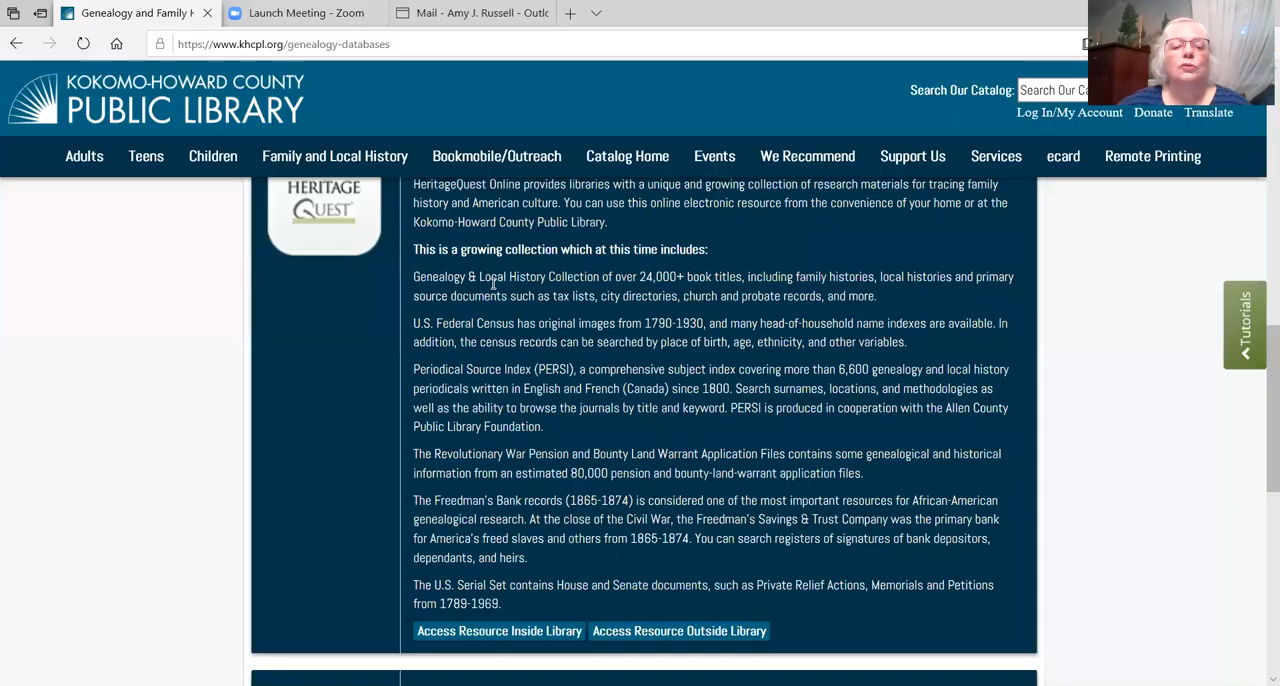 Genealogy and Family H
Launch Meeting - Zoom
Mail - Amy J. Russell - Outlo
https://www.khcpl.org/genealogy-databases
KOKOMO-HOWARD COUNTY
PUBLIC LIBRARY
Search Our Catalog: Search Our Ca
Log In/My Account Donate Translate
Adults Teens Children Family and Local History Bookmobile/Outreach Catalog Home Events We Recommend Support Us Services ecard Remote Printing
HERITAGE
QUEST
HeritageQuest Online provides libraries with a unique and growing collection of research materials for tracing family
history and American culture. You can use this online electronic resource from the convenience of your home or at the
Kokomo-Howard County Public Library.
This is a growing collection which at this time includes:
Genealogy & Local History Collection of over 24,000+ book titles, including family histories, local histories and primary
source documents such as tax lists, city directories, church and probate records, and more.
U.S. Federal Census has original images from 1790-1930, and many head-of-household name indexes are available. In
addition, the census records can be searched by place of birth, age, ethnicity, and other variables.
Periodical Source Index (PERSI), a comprehensive subject index covering more than 6,600 genealogy and local history
periodicals written in English and French (Canada) since 1800. Search surnames, locations, and methodologies as
well as the ability to browse the journals by title and keyword. PERSI is produced in cooperation with the Allen County
Public Library Foundation.
The Revolutionary War Pension and Bounty Land Warrant Application Files contains some genealogical and historical
information from an estimated 80,000 pension and bounty-land-warrant application files.
The Freedman's Bank records (1865-1874) is considered one of the most important resources for African-American
genealogical research. At the close of the Civil War, the Freedman's Savings & Trust Company was the primary bank
for America's freed slaves and others from 1865-1874. You can search registers of signatures of bank depositors,
dependants, and heirs.
The U.S. Serial Set contains House and Senate documents, such as Private Relief Actions, Memorials and Petitions
from 1789-1969.
Access Resource Inside Library Access Resource Outside Library
Tutorials